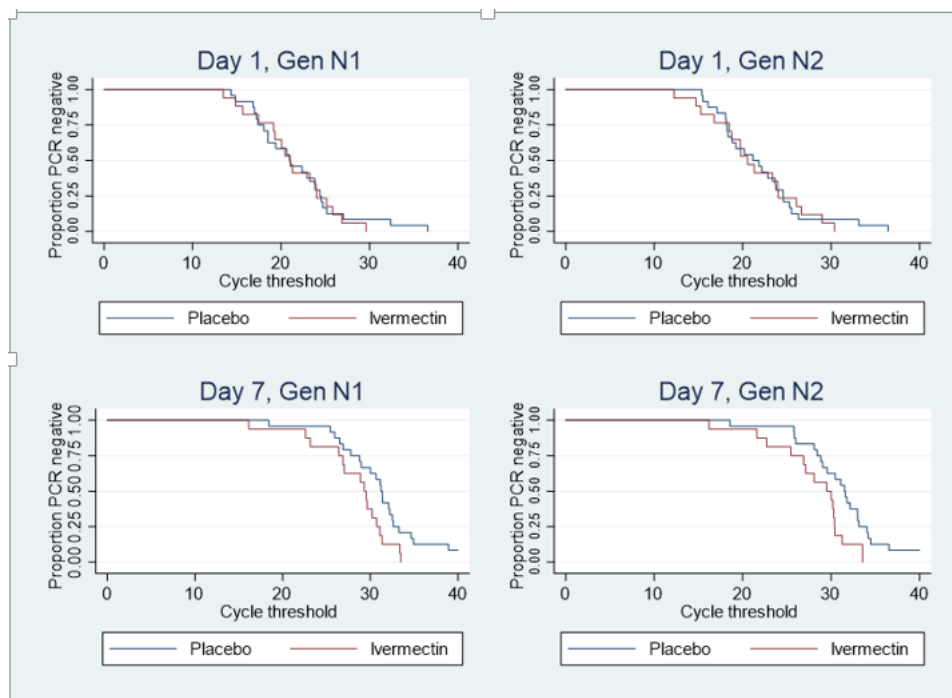 Day 1, Gen N1
Proportion PCR negative
1.00
0.75
0.50
0.25
0.00
0 10 20 30 40
Cycle threshold
Placebo Ivermectin
Day 1, Gen N2
Proportion PCR negative
1.00
0.75
0.50
0.25
0.00
0 10 20 30 40
Cycle threshold
Placebo Ivermectin
Day 7, Gen N1
Proportion PCR negative
1.00
0.75
0.50
0.25
0.00
0 10 20 30 40
Cycle threshold
Placebo Ivermectin
Day 7, Gen N2
Proportion PCR negative
1.00
0.75
0.50
0.25
0.00
0 10 20 30 40
Cycle threshold
Placebo Ivermectin